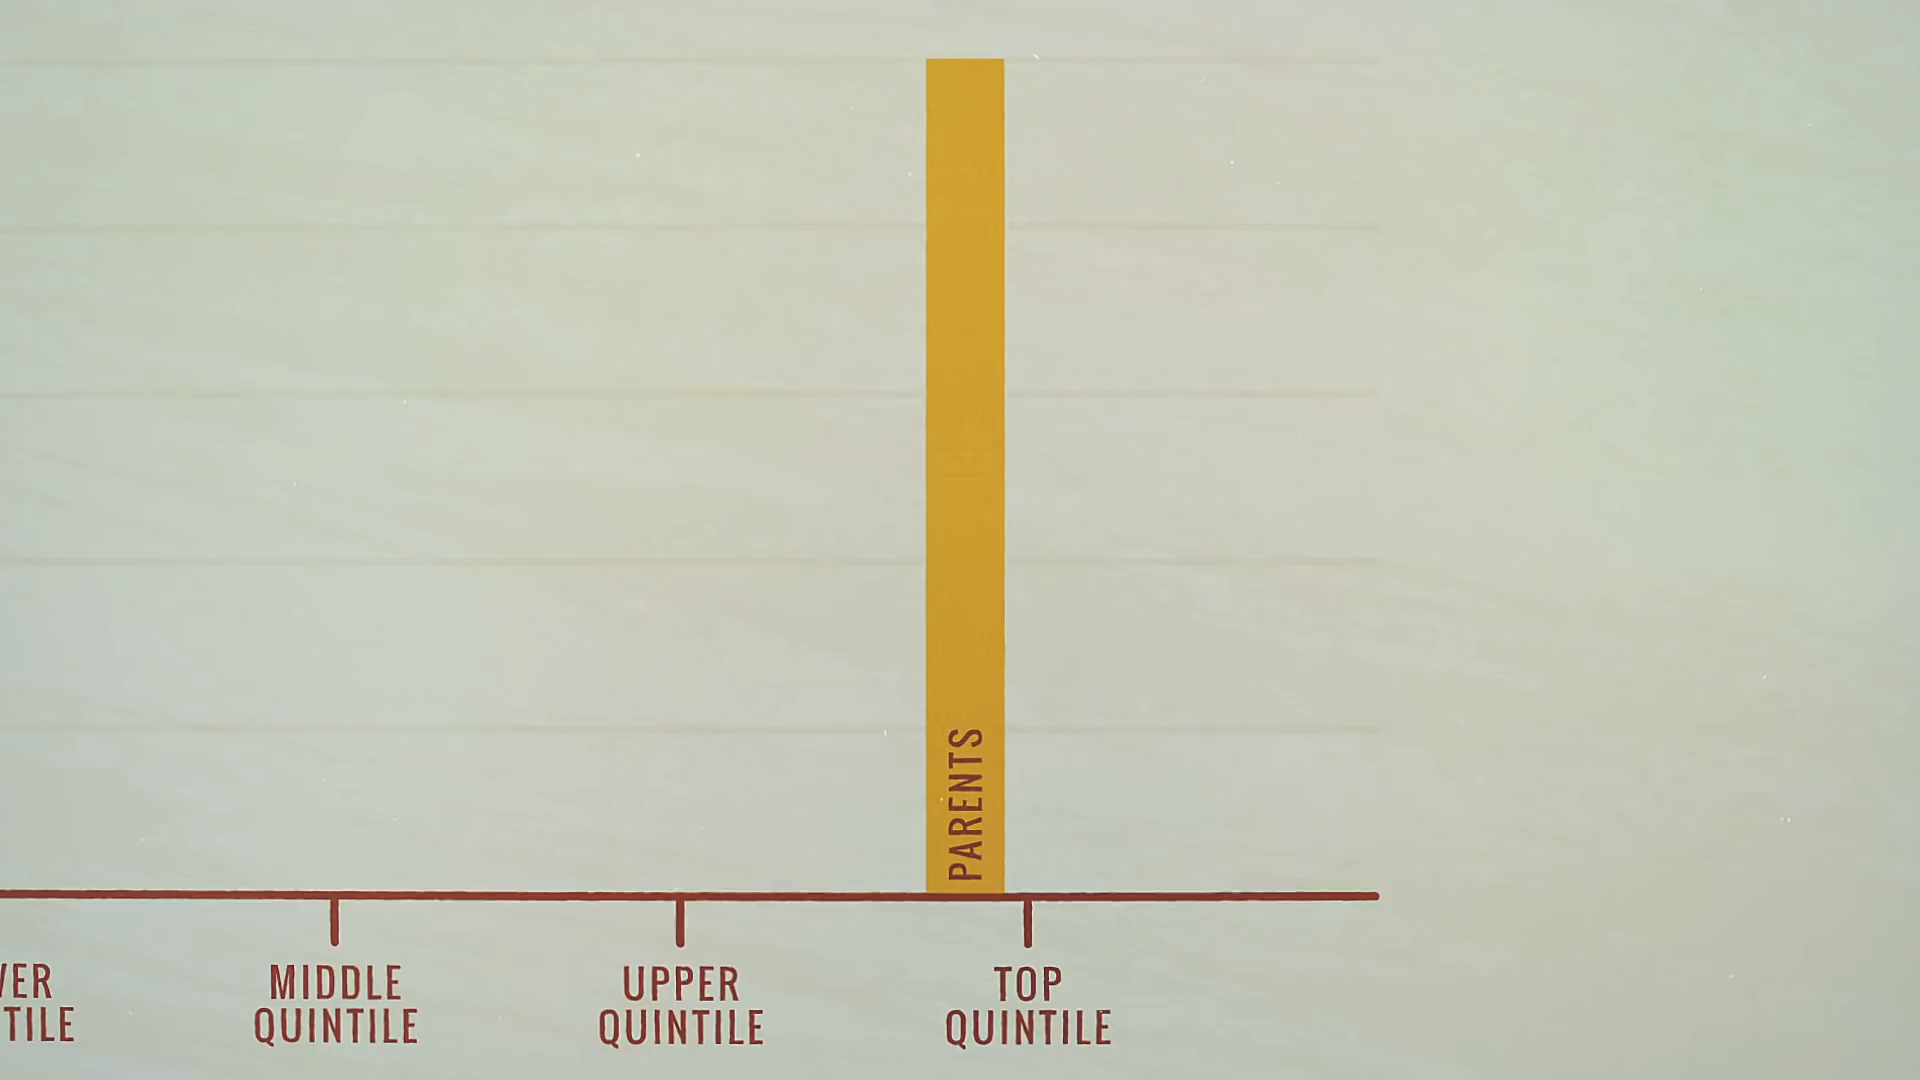 PARENTS
VER
TILE
MIDDLE
QUINTILE
UPPER
QUINTILE
TOP
QUINTILE